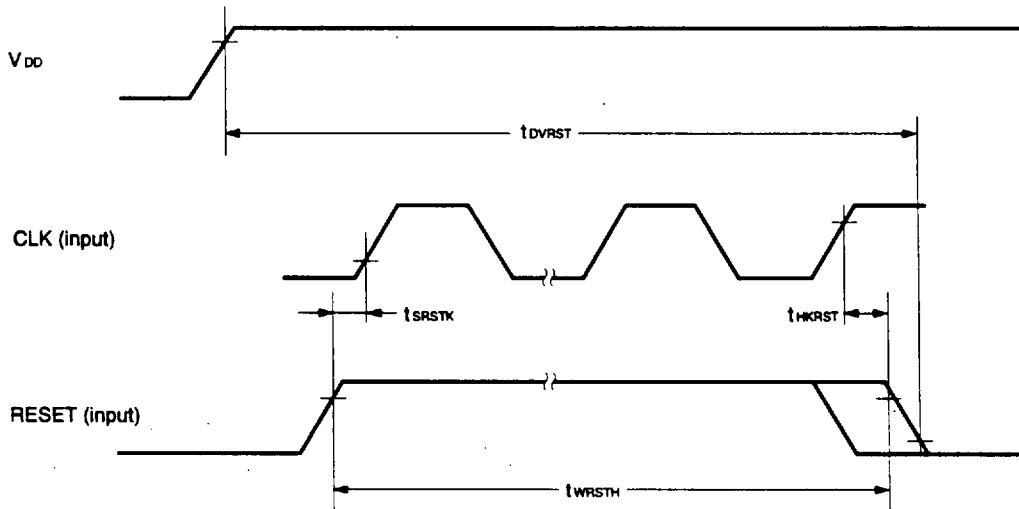 VDD
tDVRST
CLK (input)
tSRSTK
tHKRST
RESET (input)
tWRSTH